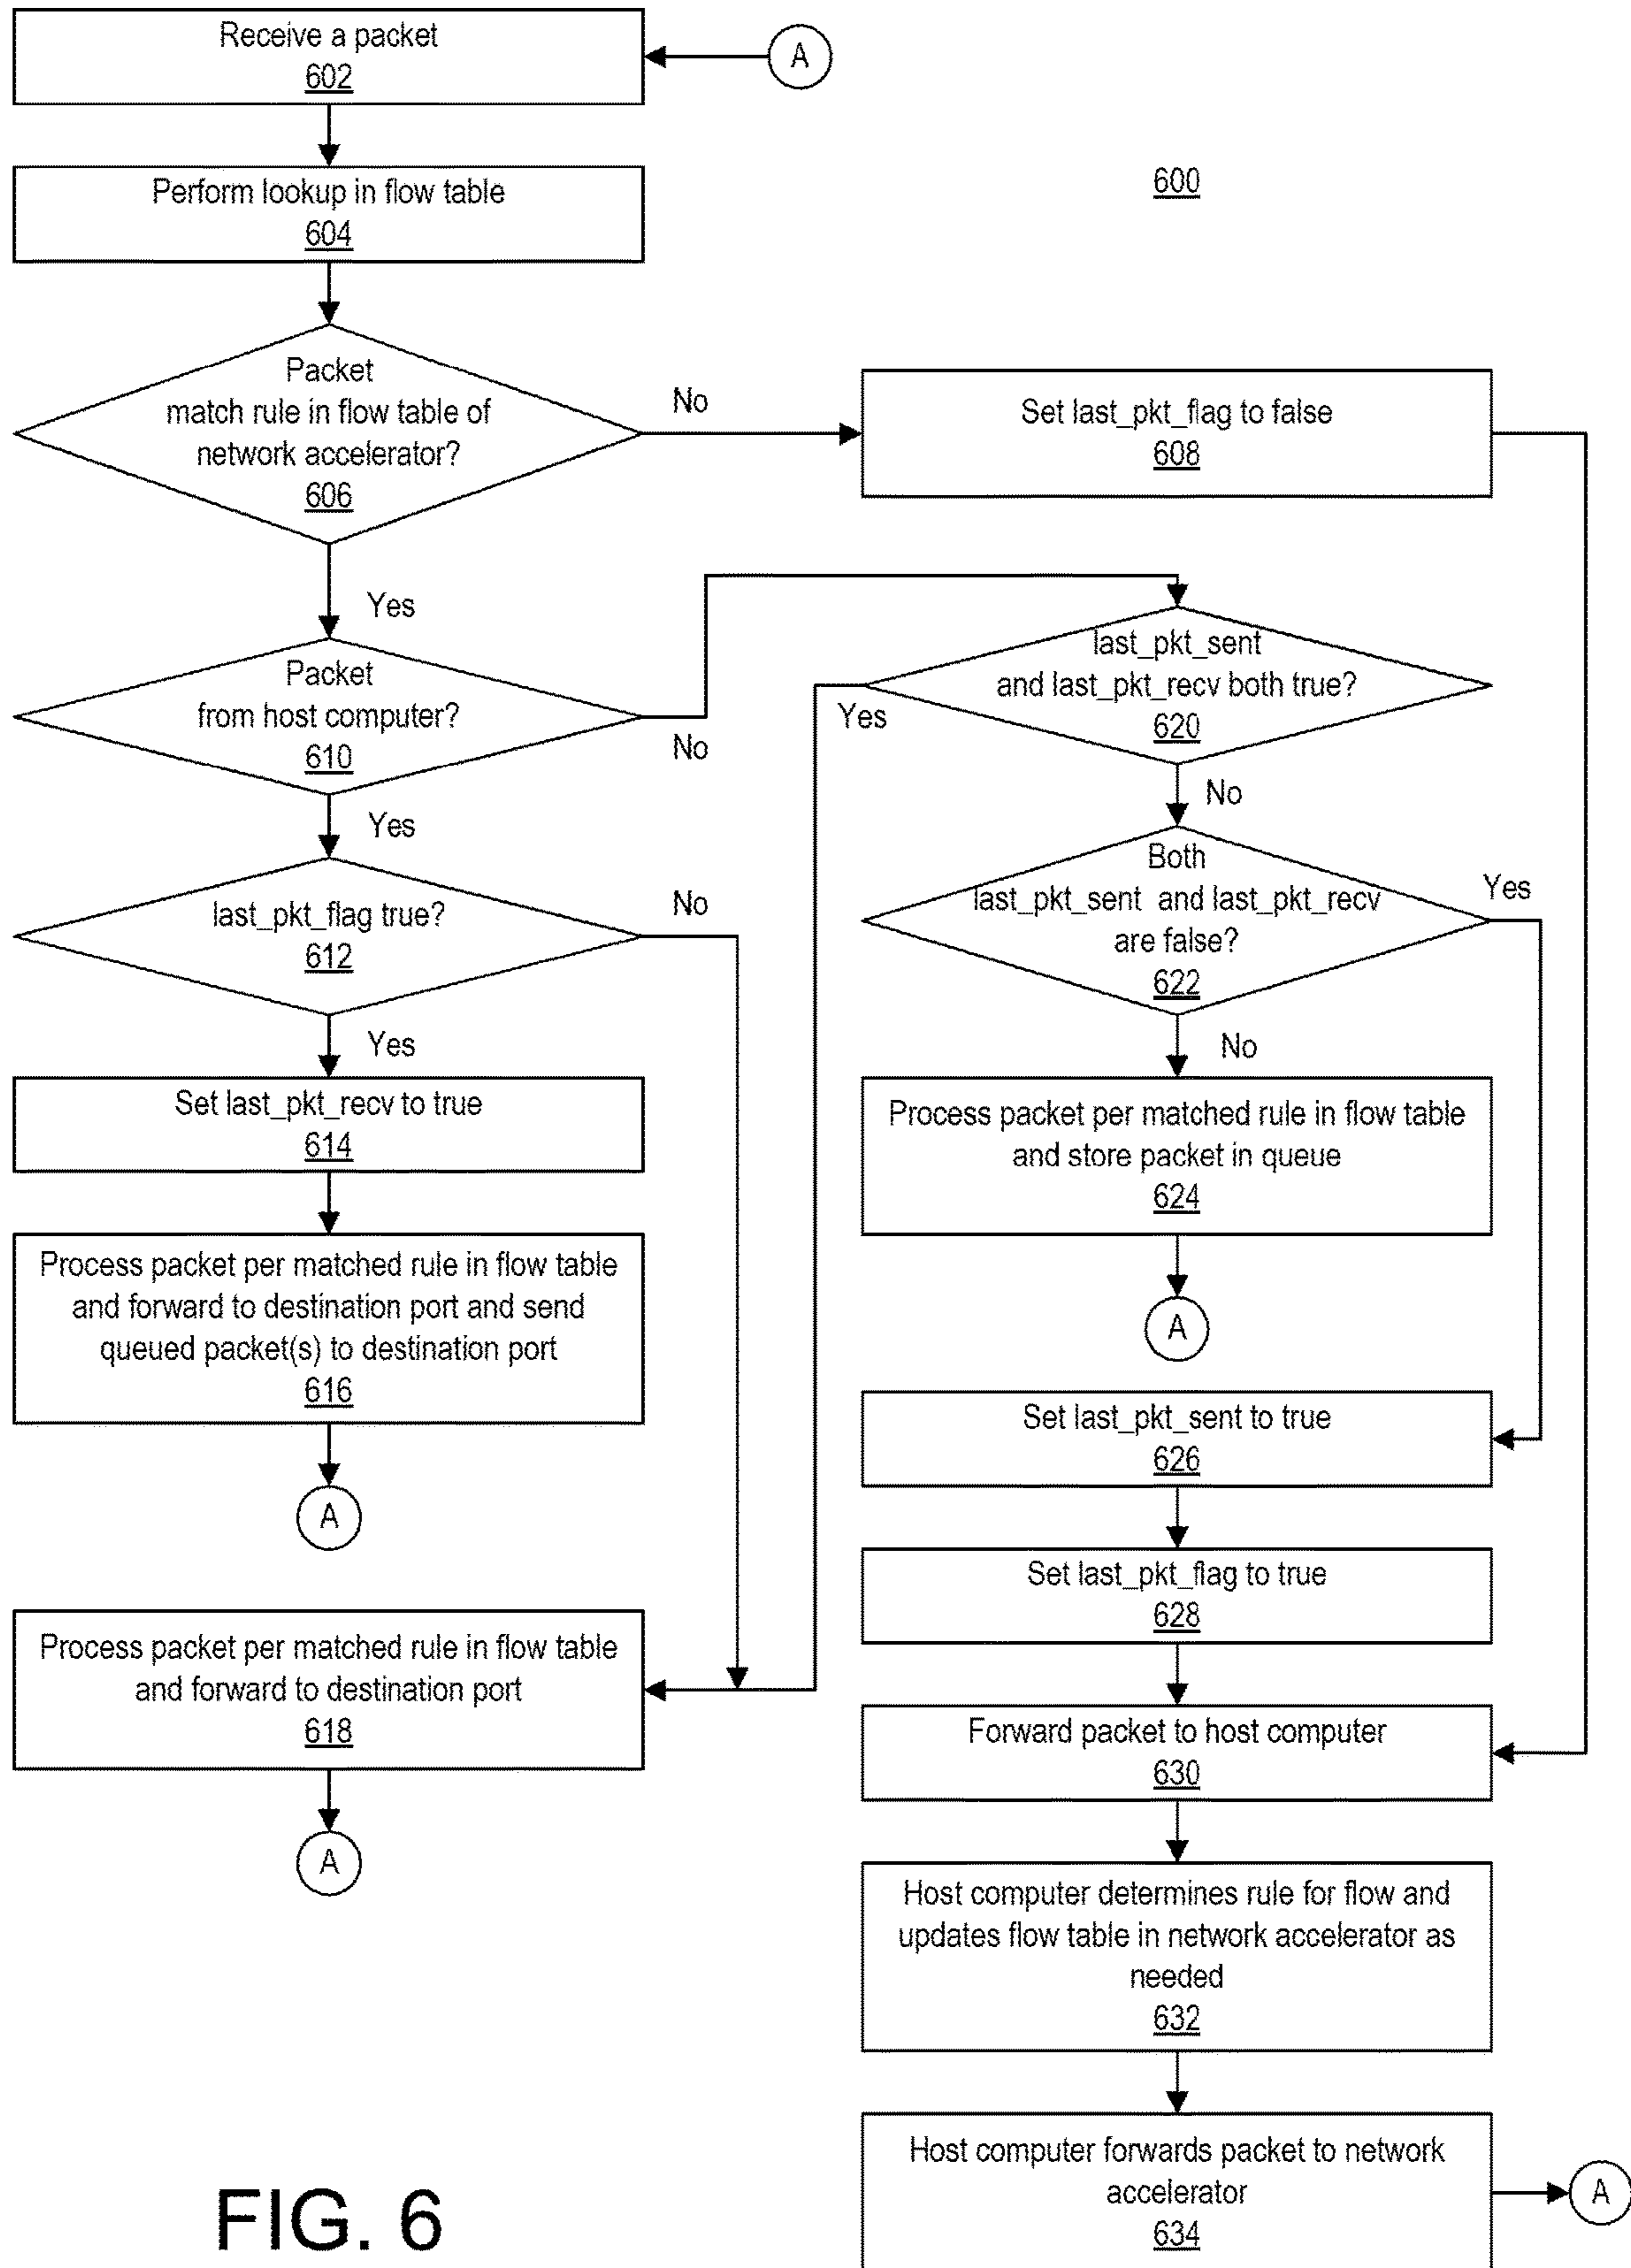 Receive a packet
602
A
Perform lookup in flow table
604
600
Packet
match rule in flow table of
network accelerator?
606
No
Set last_pkt_flag to false
608
Yes
Packet
from host computer?
610
No
Yes
last_pkt_flag true?
612
No
Yes
Set last_pkt_recv to true
614
Process packet per matched rule in flow table
and forward to destination port and send
queued packet(s) to destination port
616
A
Process packet per matched rule in flow table
and forward to destination port
618
A
last_pkt_sent
and last_pkt_recv both true?
620
Yes
No
Both
last_pkt_sent and last_pkt_recv
are false?
622
Yes
No
Process packet per matched rule in flow table
and store packet in queue
624
A
Set last_pkt_sent to true
626
Set last_pkt_flag to true
628
Forward packet to host computer
630
Host computer determines rule for flow and
updates flow table in network accelerator as
needed
632
Host computer forwards packet to network
accelerator
634
A
FIG. 6